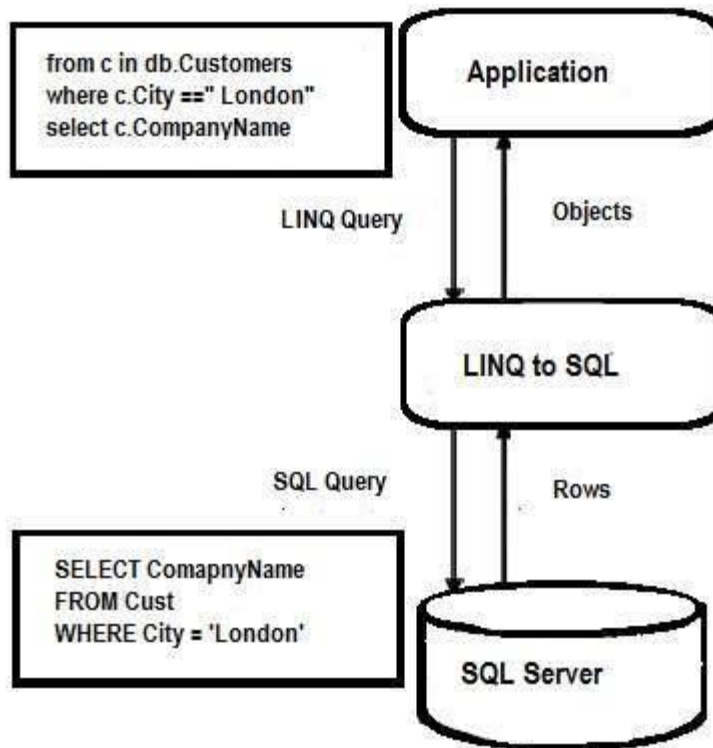 from c in db.Customers
where c.City ==" London"
select c.CompanyName
Application
LINQ Query
Objects
LINQ to SQL
SQL Query
Rows
SELECT ComapnyName
FROM Cust
WHERE City = 'London'
SQL Server